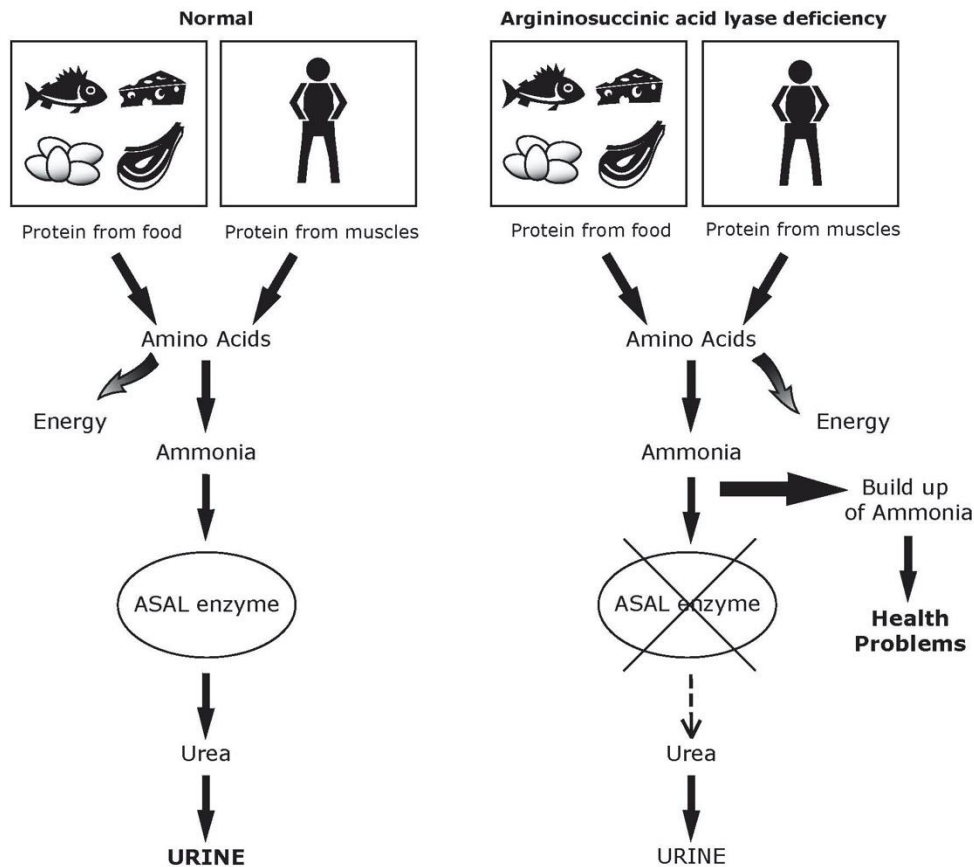 Normal
Protein from food
Protein from muscles
Amino Acids
Energy
Ammonia
ASAL enzyme
Urea
URINE
Argininosuccinic acid lyase deficiency
Protein from food
Protein from muscles
Amino Acids
Energy
Ammonia
Build up
of Ammonia
ASAL enzyme
Health
Problems
Urea
URINE